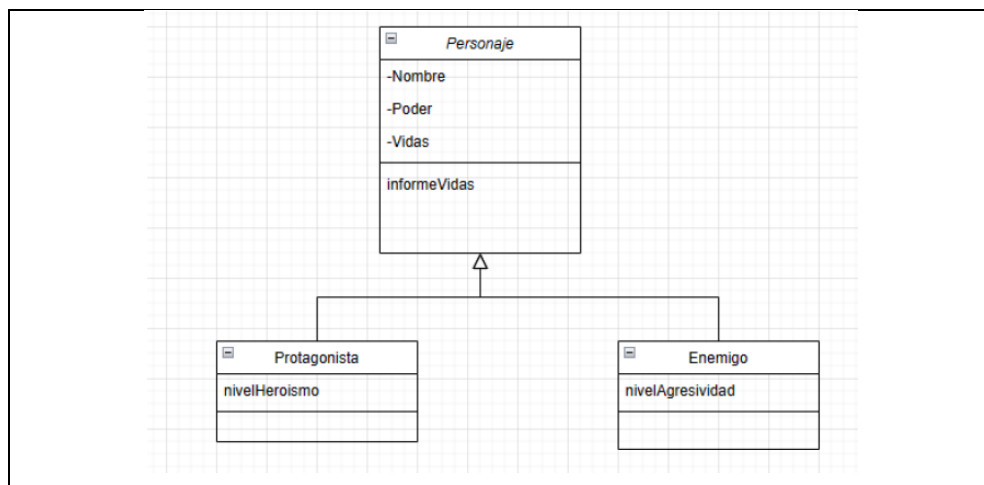 Personaje
-Nombre
-Poder
-Vidas
informeVidas
Protagonista
nivelHeroismo
Enemigo
nivelAgresividad